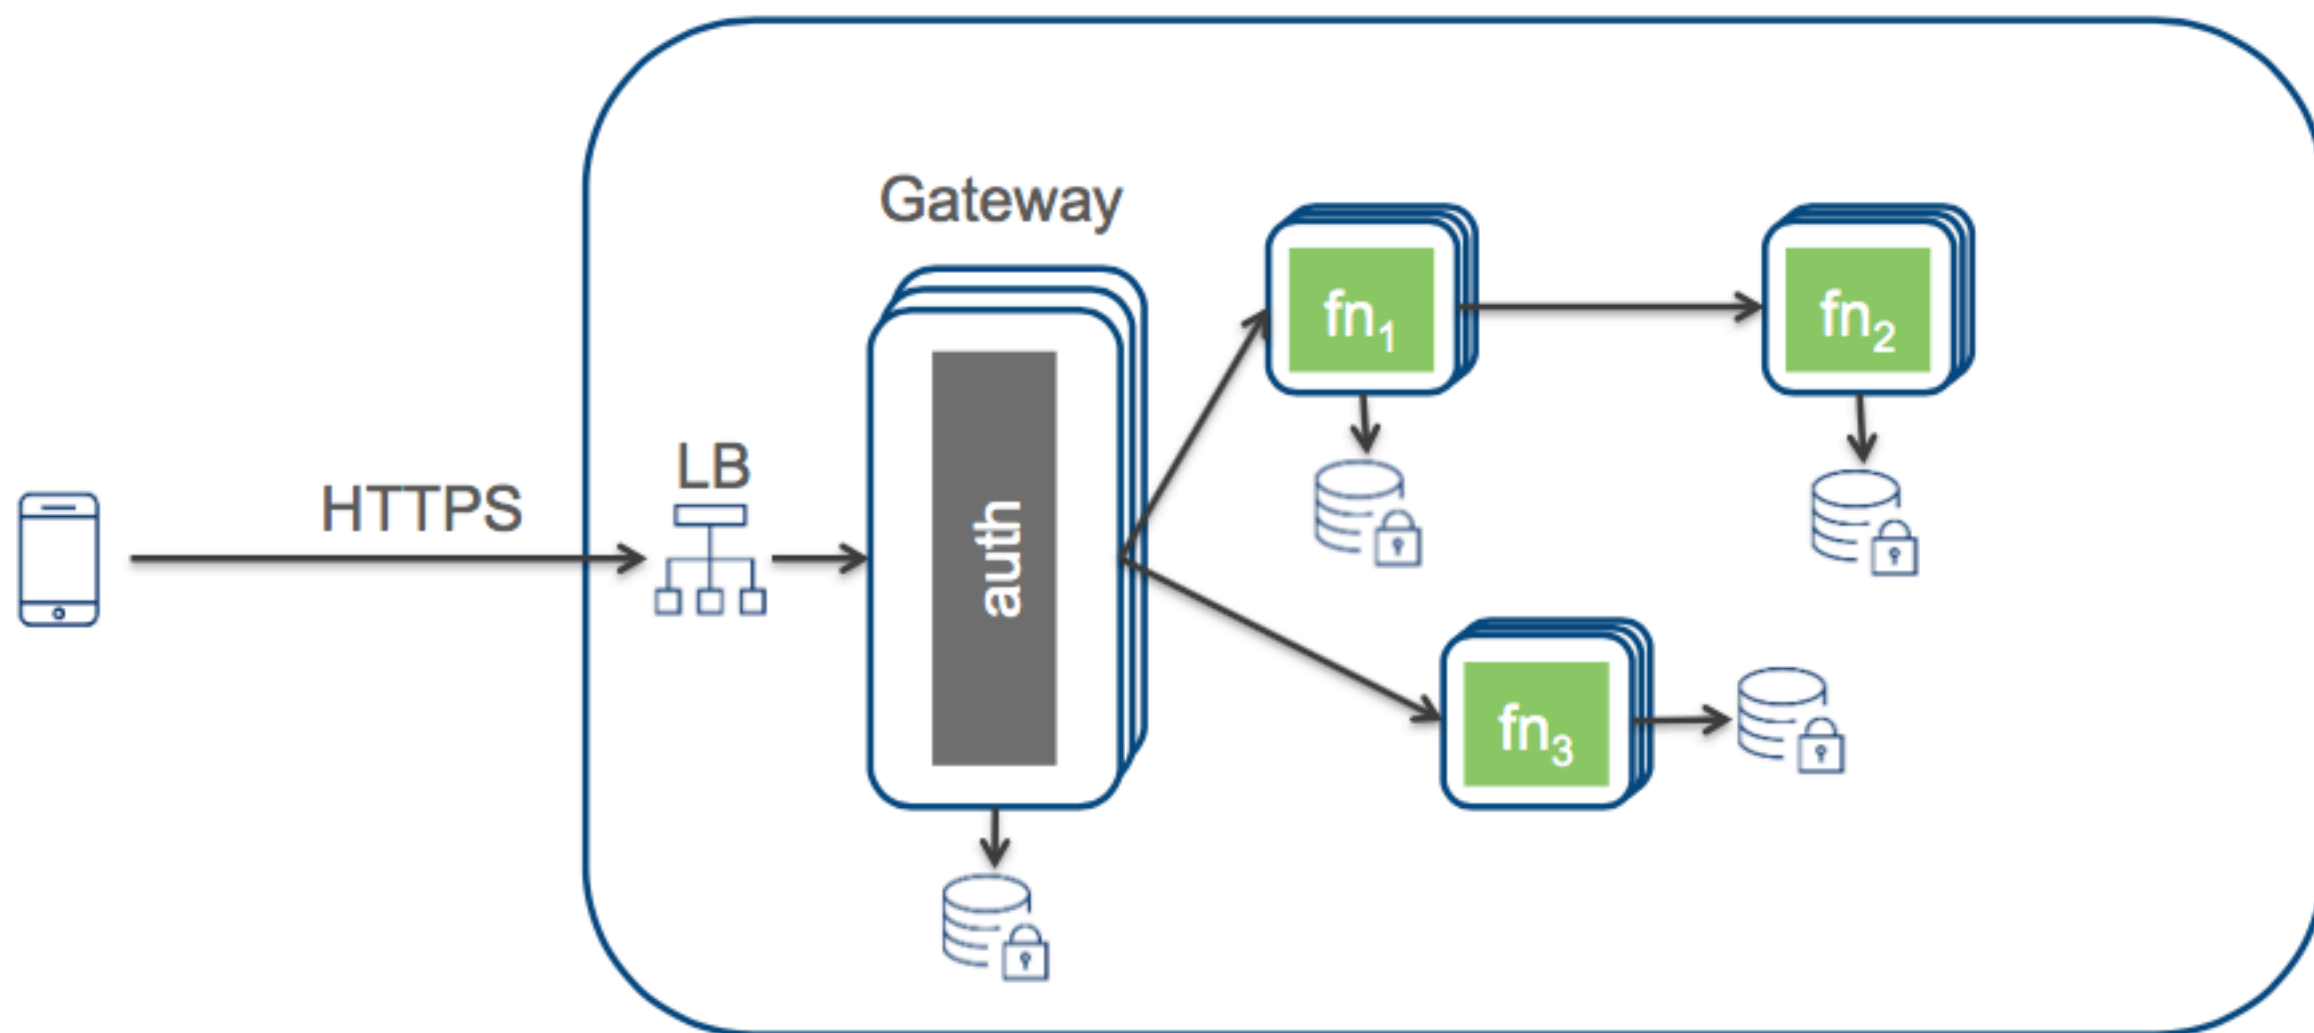 Gateway
fn₁
fn₂
LB
HTTPS
auth
fn₃